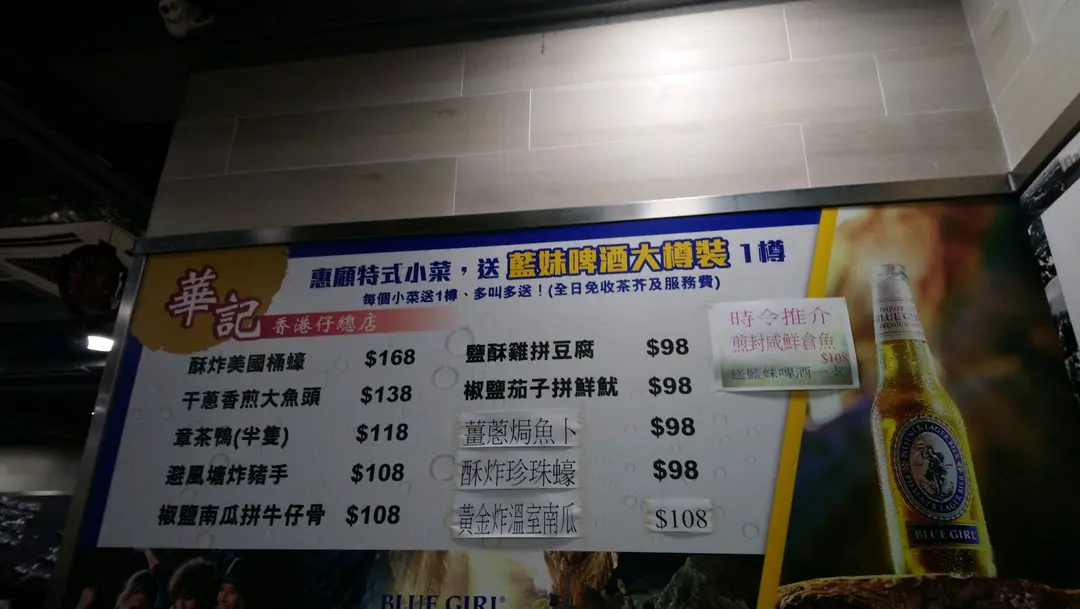 惠顧特式小菜，送 藍妹啤酒大樽裝 1樽
每個小菜送1樽、多叫多送！(全日免收茶芥及服務費)
華記
香港仔總店
酥炸美國桶蠔 $168
干蔥香煎大魚頭 $138
章茶鴨(半隻) $118
避風塘炸豬手 $108
椒鹽南瓜拼牛仔骨 $108
鹽酥雞拼豆腐 $98
椒鹽茄子拼鮮魷 $98
薑蔥焗魚卜 $98
酥炸珍珠蠔 $98
黃金炸溫室南瓜 $108
時令推介
煎封咸鮮倉魚
$108
送藍妹啤酒一
IMPORTED
BLUE GIRL
BLUE GIRL
BLUE GIRL